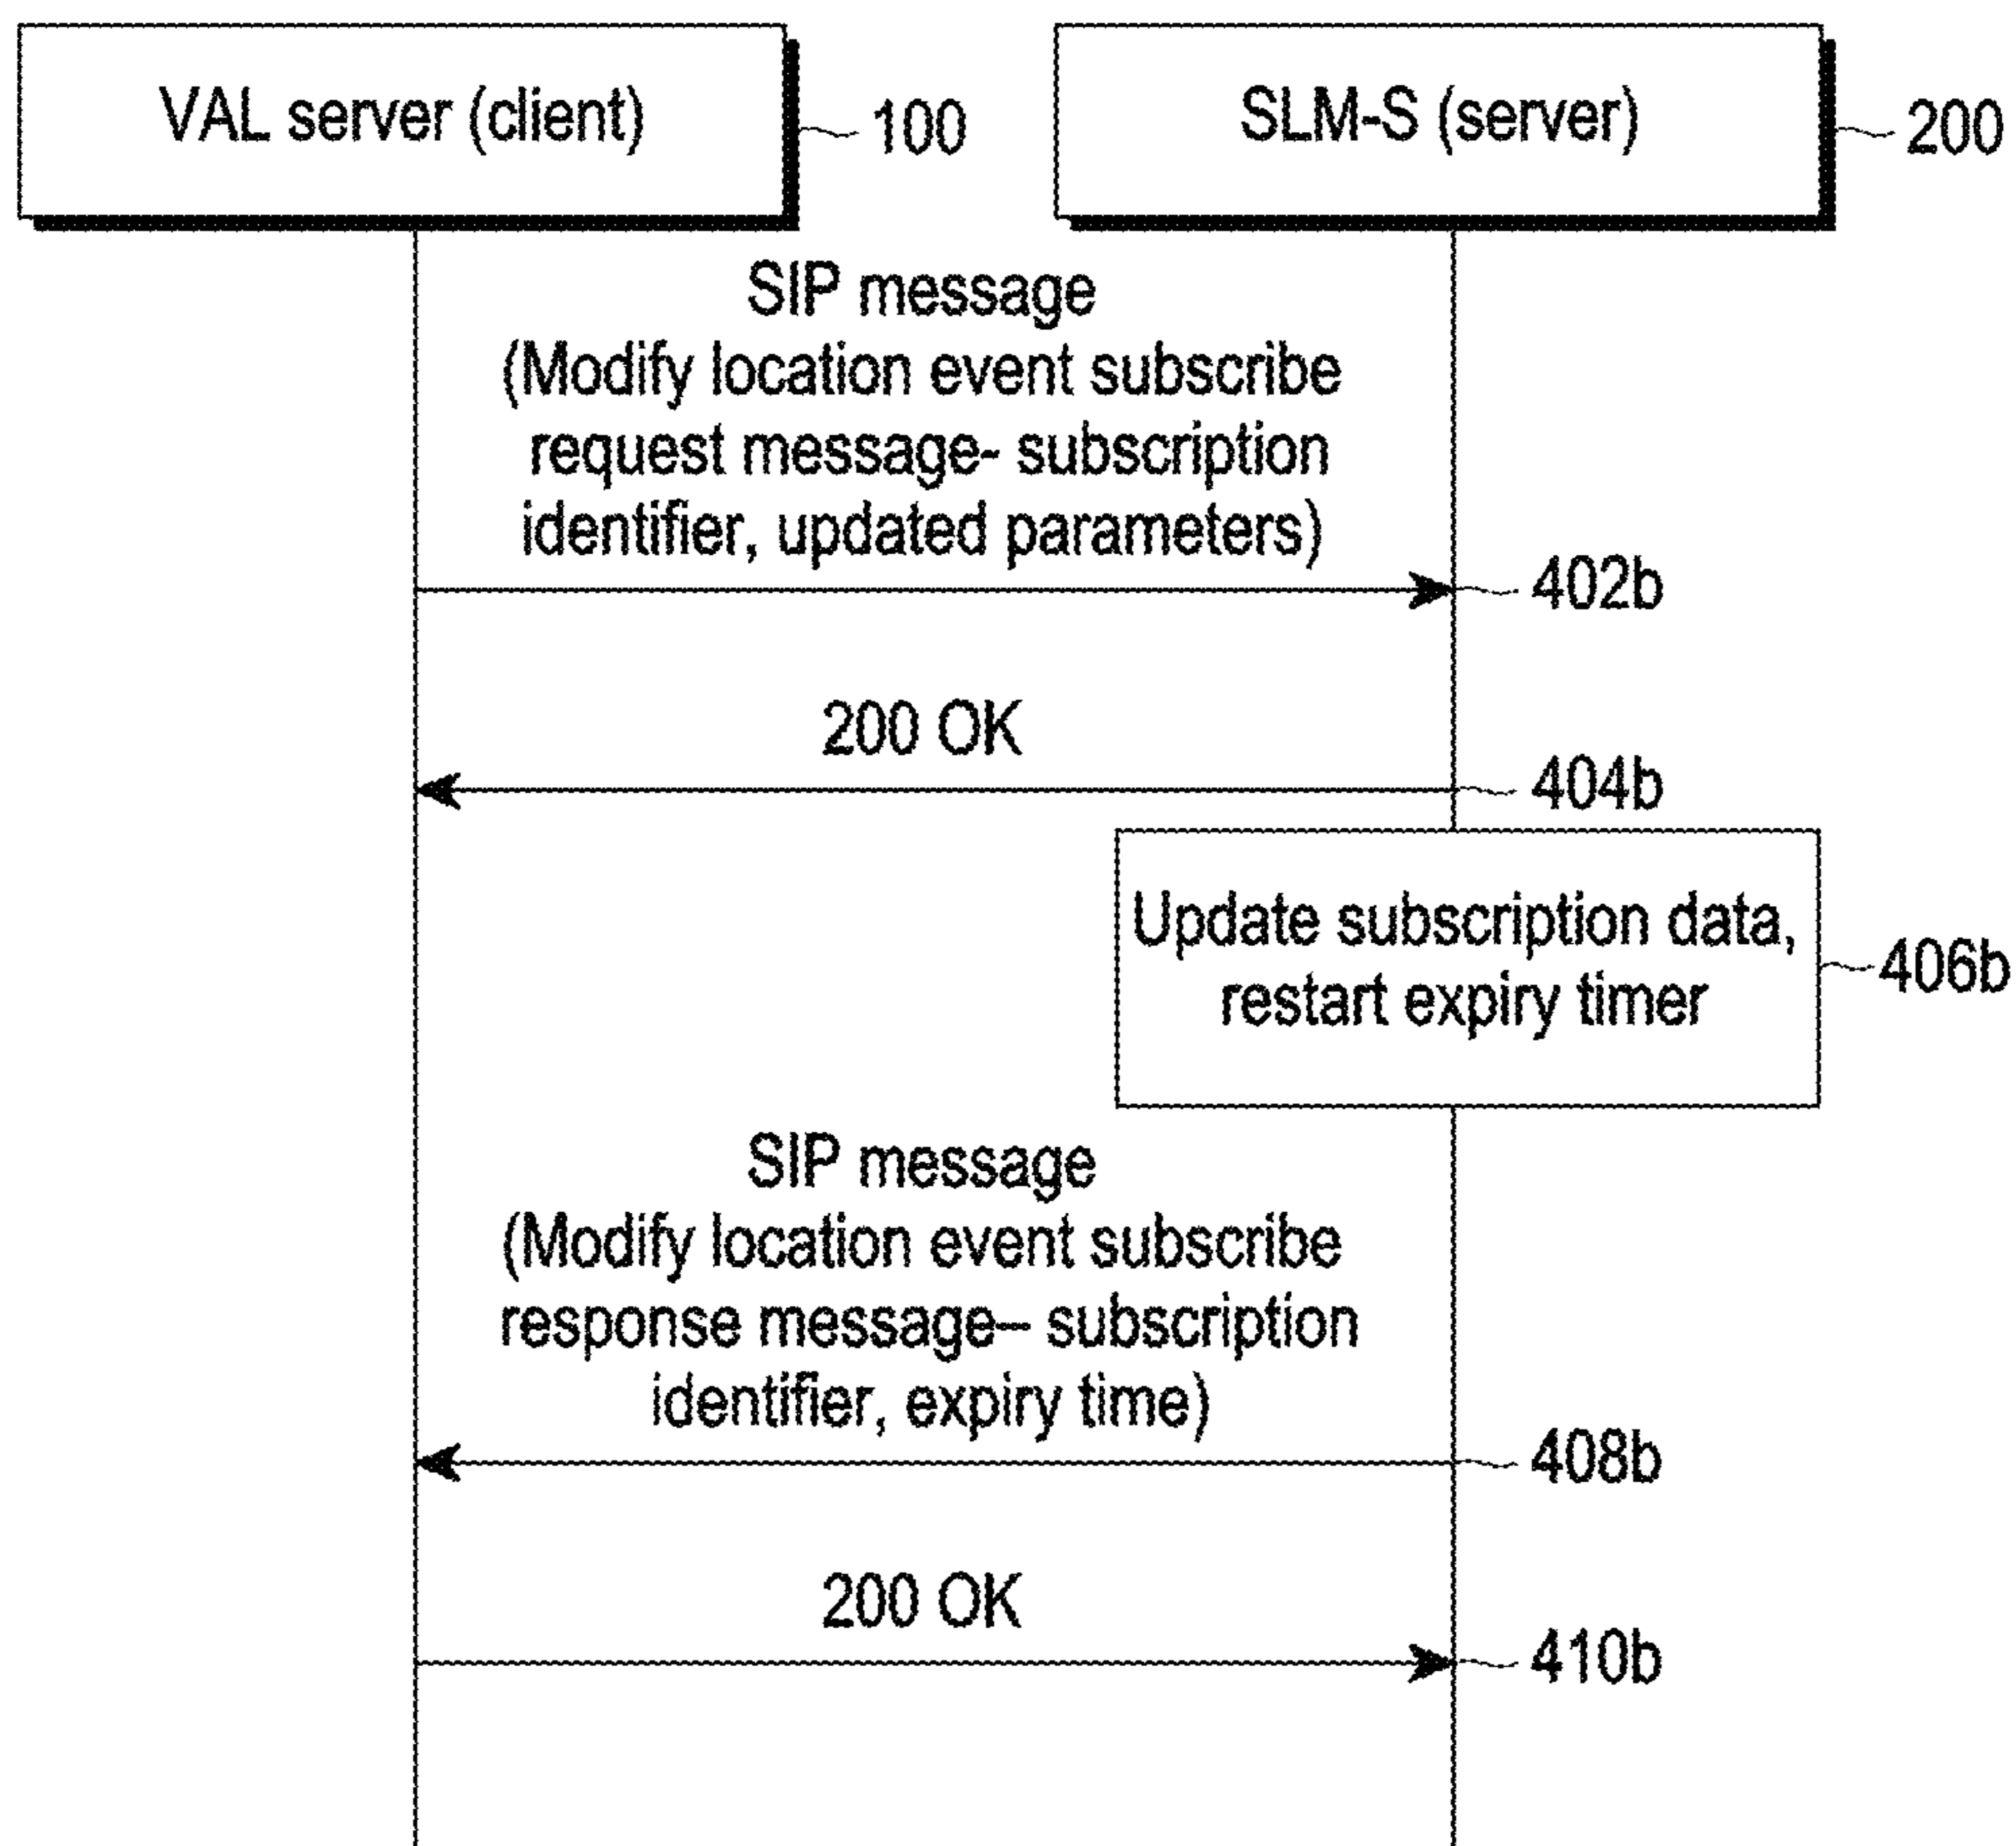 VAL server (client)
100
SLM-S (server)
200
SIP message
(Modify location event subscribe
request message- subscription
identifier, updated parameters)
402b
200 OK
404b
Update subscription data,
restart expiry timer
406b
SIP message
(Modify location event subscribe
response message– subscription
identifier, expiry time)
408b
200 OK
410b